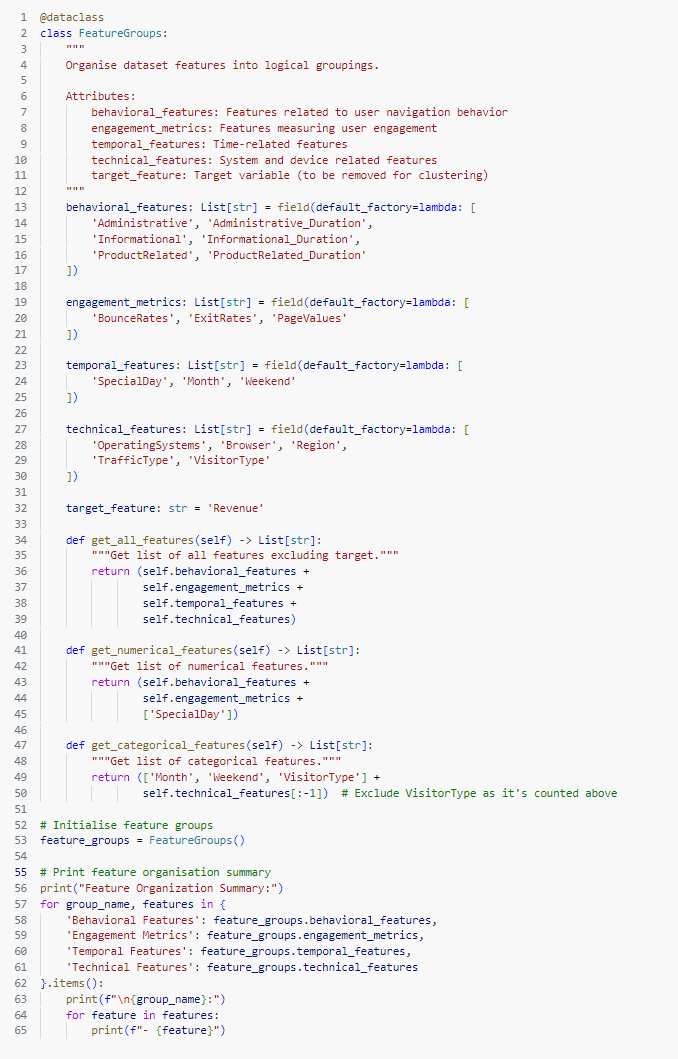 1 @dataclass
2 class FeatureGroups:
3     """
4     Organise dataset features into logical groupings.
5
6     Attributes:
7         behavioral_features: Features related to user navigation behavior
8         engagement_metrics: Features measuring user engagement
9         temporal_features: Time-related features
10         technical_features: System and device related features
11         target_feature: Target variable (to be removed for clustering)
12     """
13     behavioral_features: List[str] = field(default_factory=lambda: [
14         'Administrative', 'Administrative_Duration',
15         'Informational', 'Informational_Duration',
16         'ProductRelated', 'ProductRelated_Duration'
17     ])
18
19     engagement_metrics: List[str] = field(default_factory=lambda: [
20         'BounceRates', 'ExitRates', 'PageValues'
21     ])
22
23     temporal_features: List[str] = field(default_factory=lambda: [
24         'SpecialDay', 'Month', 'Weekend'
25     ])
26
27     technical_features: List[str] = field(default_factory=lambda: [
28         'OperatingSystems', 'Browser', 'Region',
29         'TrafficType', 'VisitorType'
30     ])
31
32     target_feature: str = 'Revenue'
33
34     def get_all_features(self) -> List[str]:
35         """Get list of all features excluding target."""
36         return (self.behavioral_features +
37                 self.engagement_metrics +
38                 self.temporal_features +
39                 self.technical_features)
40
41     def get_numerical_features(self) -> List[str]:
42         """Get list of numerical features."""
43         return (self.behavioral_features +
44                 self.engagement_metrics +
45                 ['SpecialDay'])
46
47     def get_categorical_features(self) -> List[str]:
48         """Get list of categorical features."""
49         return (['Month', 'Weekend', 'VisitorType'] +
50                 self.technical_features[:-1])  # Exclude VisitorType as it's counted above
51
52 # Initialise feature groups
53 feature_groups = FeatureGroups()
54
55 # Print feature organisation summary
56 print("Feature Organization Summary:")
57 for group_name, features in {
58     'Behavioral Features': feature_groups.behavioral_features,
59     'Engagement Metrics': feature_groups.engagement_metrics,
60     'Temporal Features': feature_groups.temporal_features,
61     'Technical Features': feature_groups.technical_features
62 }.items():
63     print(f"\n{group_name}:")
64     for feature in features:
65         print(f"- {feature}")